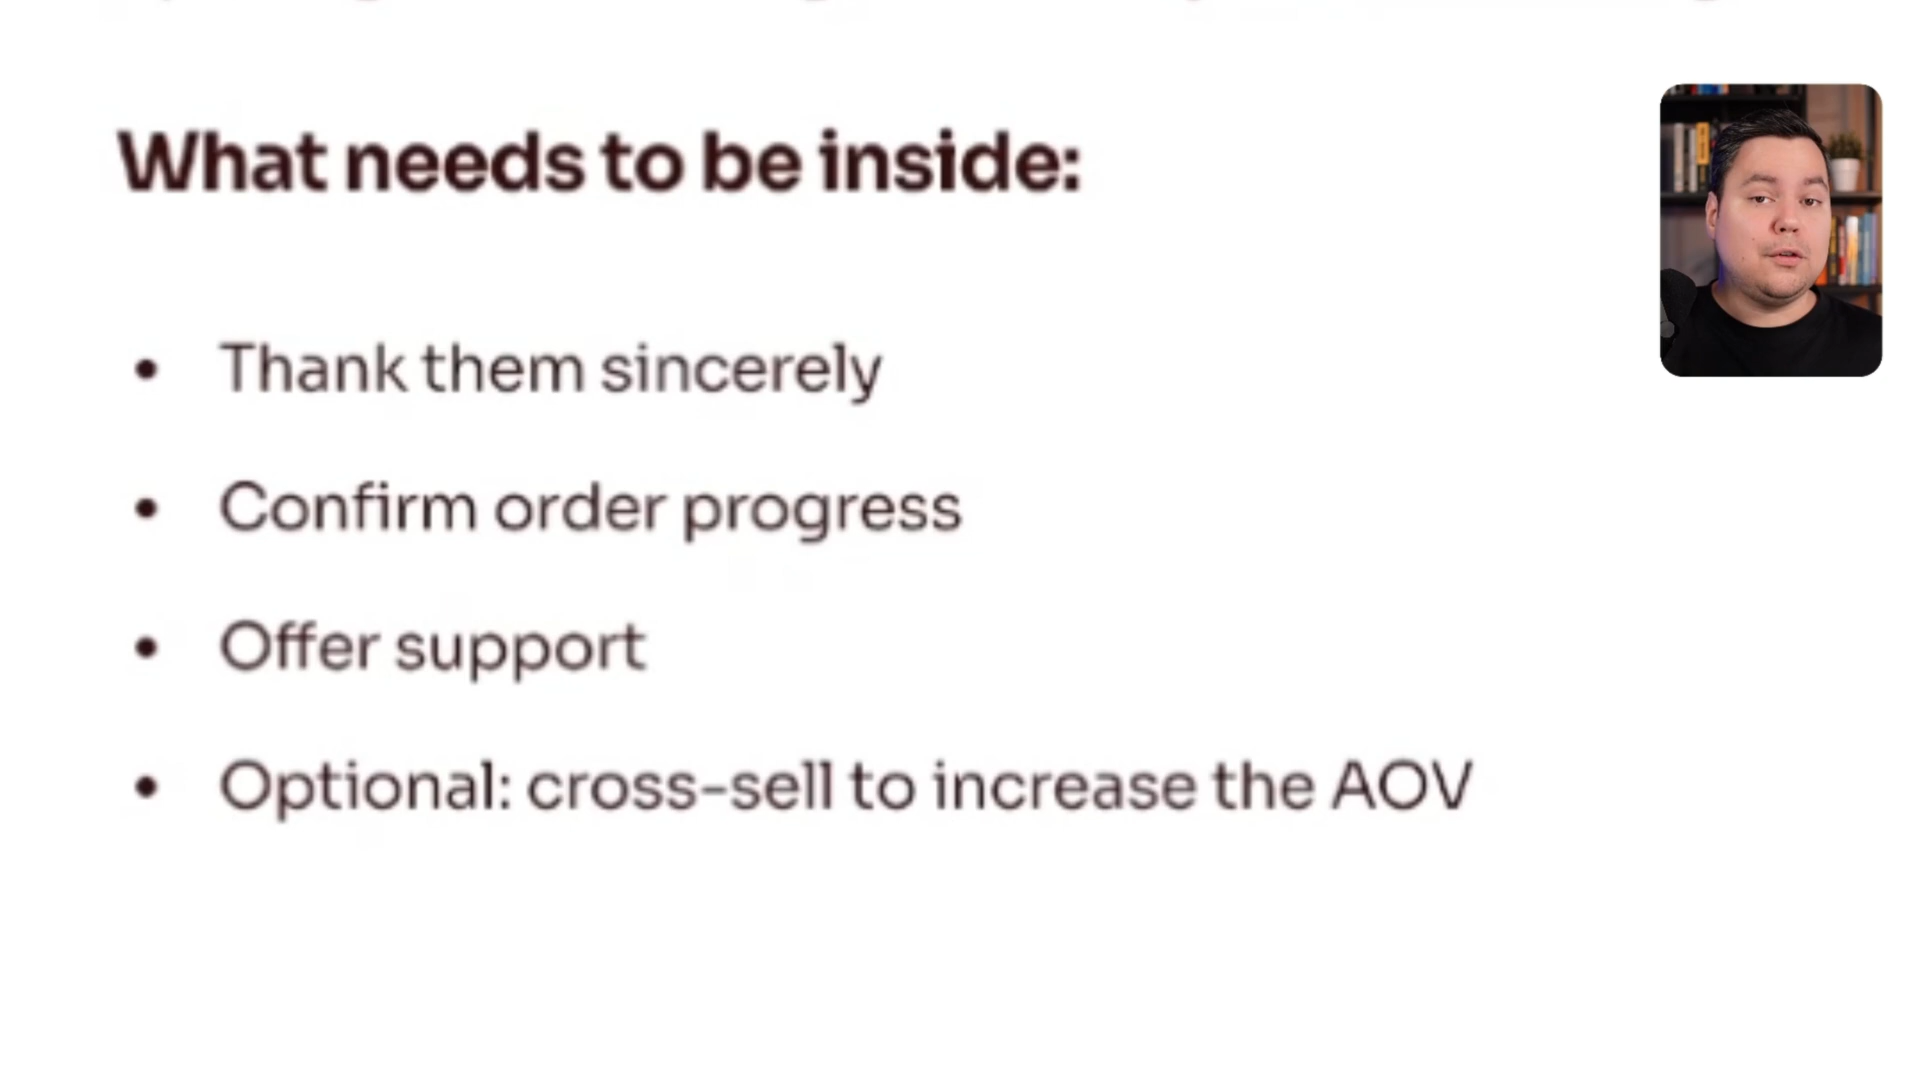 What needs to be inside:
• Thank them sincerely
• Confirm order progress
• Offer support
• Optional: cross-sell to increase the AOV